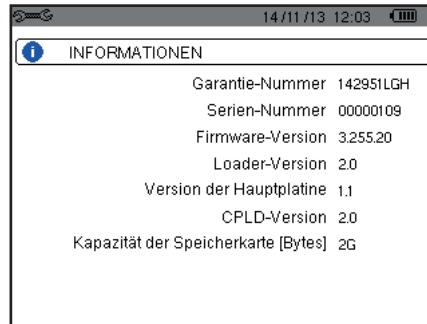 14/11/13 12:03
INFORMATIONEN
Garantie-Nummer 142951LGH
Serien-Nummer 00000109
Firmware-Version 3.255.20
Loader-Version 2.0
Version der Hauptplatine 1.1
CPLD-Version 2.0
Kapazität der Speicherkarte [Bytes] 2G